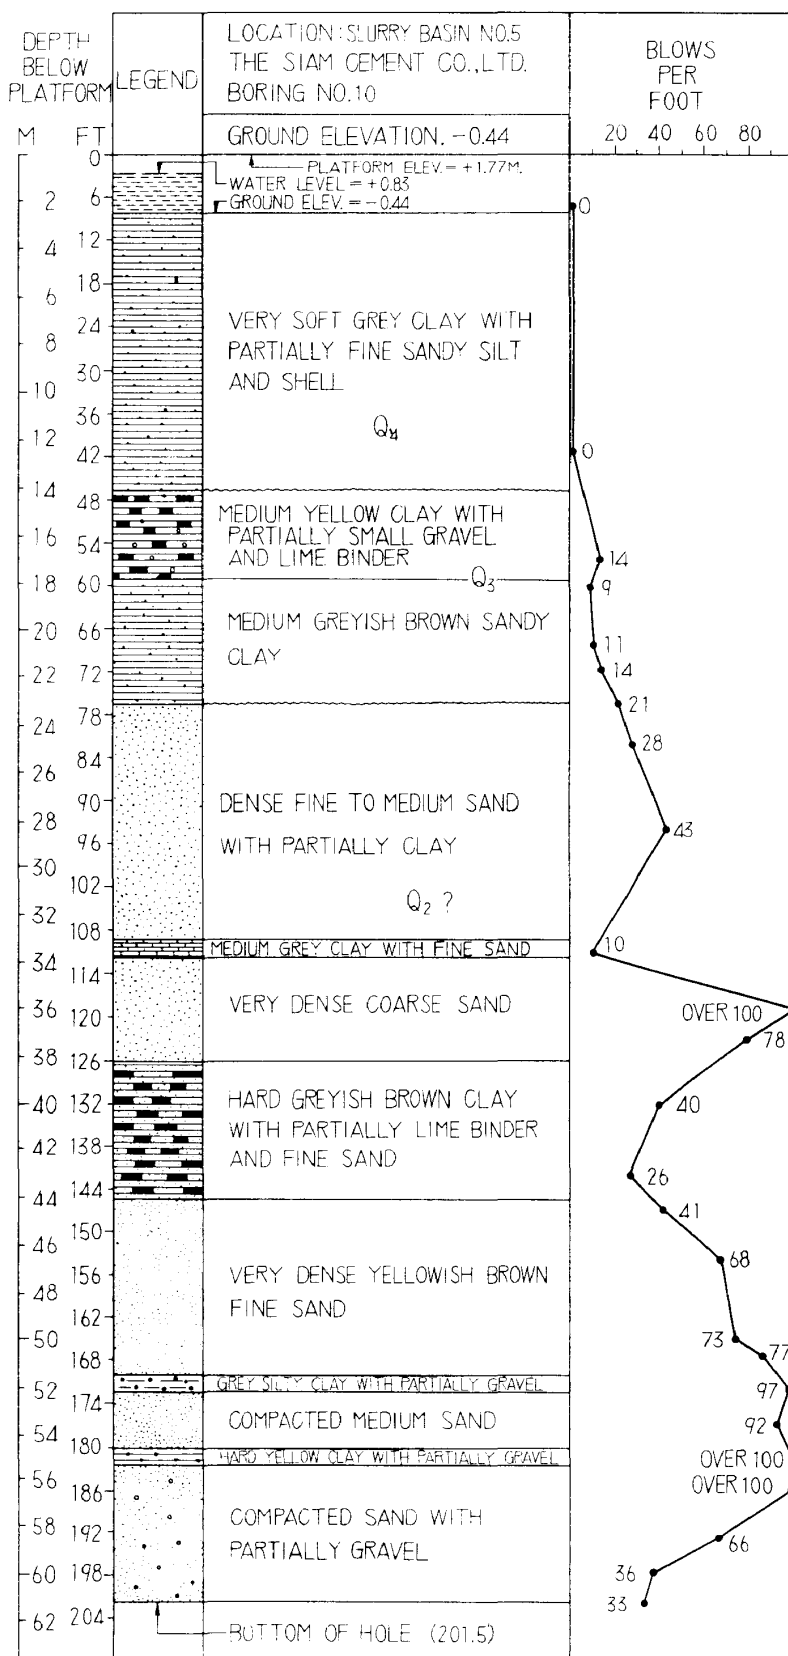 DEPTH
BELOW
PLATFORM
M FT
LEGEND
LOCATION: SLURRY BASIN NO.5
THE SIAM CEMENT CO.,LTD.
BORING NO.10
GROUND ELEVATION. -0.44
BLOWS
PER
FOOT
20 40 60 80
0
PLATFORM ELEV. = +1.77M.
WATER LEVEL = +0.83
2 6
GROUND ELEV. = -0.44
0
12
4
18
6
24
VERY SOFT GREY CLAY WITH
8
PARTIALLY FINE SANDY SILT
30
AND SHELL
10
36
Q4
12
42
0
14
48
MEDIUM YELLOW CLAY WITH
16
PARTIALLY SMALL GRAVEL
54
AND LIME BINDER
14
Q3
18 60
9
20 66
MEDIUM GREYISH BROWN SANDY
11
CLAY
22 72
14
78
21
24
28
84
26
90
DENSE FINE TO MEDIUM SAND
28
43
96
WITH PARTIALLY CLAY
30
102
Q2 ?
32
108
MEDIUM GREY CLAY WITH FINE SAND
10
34
114
VERY DENSE COARSE SAND
36
OVER 100
120
78
38
126
HARD GREYISH BROWN CLAY
40 132
40
WITH PARTIALLY LIME BINDER
42 138
AND FINE SAND
26
144
44
41
150
46
68
156
VERY DENSE YELLOWISH BROWN
48
FINE SAND
162
50
73
168
77
GREY SILTY CLAY WITH PARTIALLY GRAVEL
52
97
174
COMPACTED MEDIUM SAND
92
54
180
HARD YELLOW CLAY WITH PARTIALLY GRAVEL
OVER 100
56
OVER 100
186
COMPACTED SAND WITH
58 192
66
PARTIALLY GRAVEL
60 198
36
33
62 204
BOTTOM OF HOLE (201.5)